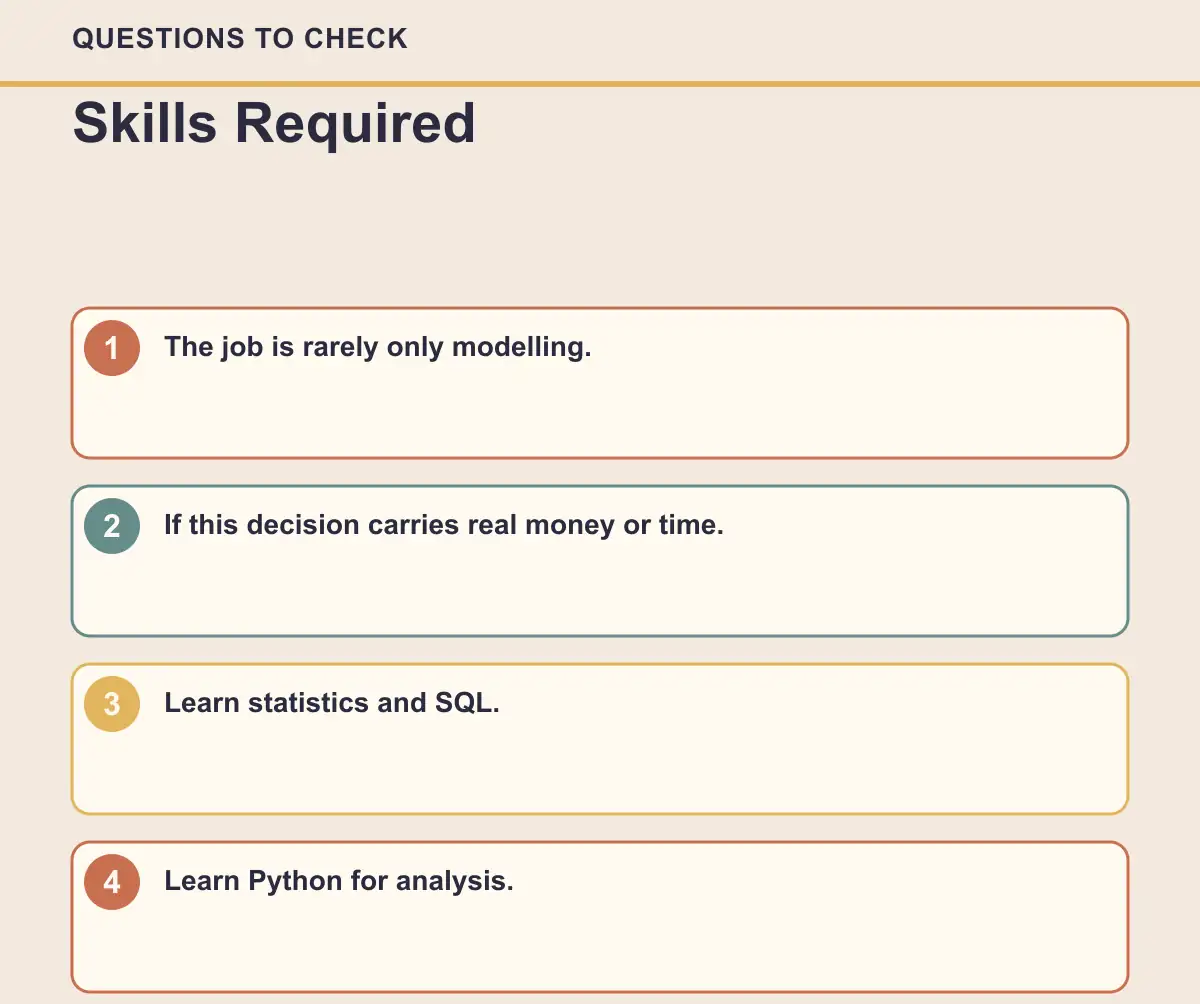 QUESTIONS TO CHECK
Skills Required
1 The job is rarely only modelling.
2 If this decision carries real money or time.
3 Learn statistics and SQL.
4 Learn Python for analysis.